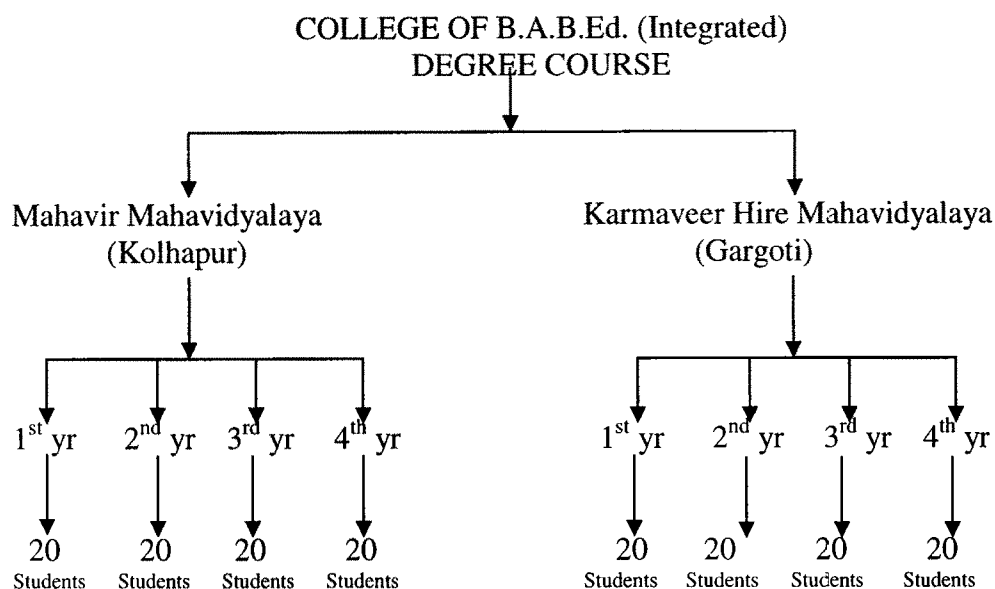 COLLEGE OF B.A.B.Ed. (Integrated)
DEGREE COURSE
Mahavir Mahavidyalaya
(Kolhapur)
Karmaveer Hire Mahavidyalaya
(Gargoti)
1st yr 2nd yr 3rd yr 4th yr
1st yr 2nd yr 3rd yr 4th yr
20 20 20 20
Students Students Students Students
20 20 20 20
Students Students Students Students